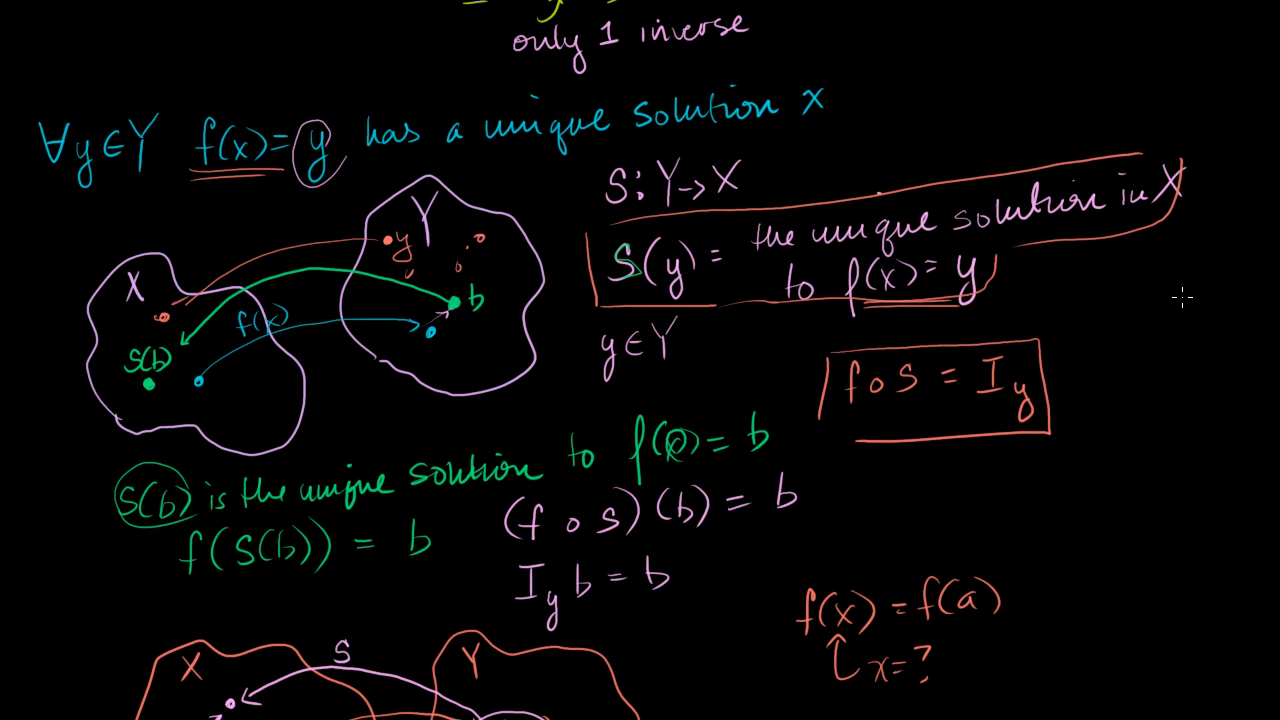 only 1 inverse
∀y∈Y f(x)=y has a unique solution x
S:Y→X
S(y) = the unique solution in X
to f(x)=y
y∈Y
X
Y
y
b
f(x)
S(b)
f∘S = I_y
S(b) is the unique solution to f(x)=b
f(S(b)) = b
(f∘S)(b) = b
I_y b = b
f(x)=f(a)
x=?
X
S
Y